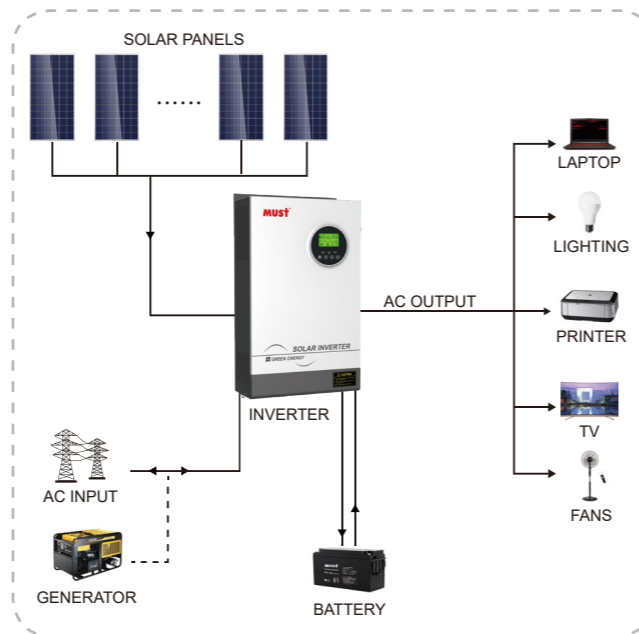 SOLAR PANELS
MUST
LAPTOP
LIGHTING
AC OUTPUT
PRINTER
SOLAR INVERTER
GREEN ENERGY
INVERTER
TV
AC INPUT
FANS
MUST
GENERATOR
BATTERY